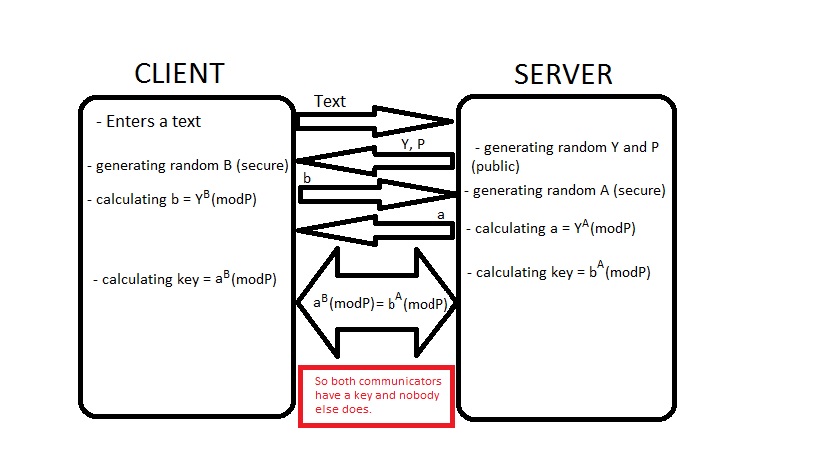 CLIENT
SERVER
Text
- Enters a text
Y, P
- generating random Y and P
(public)
- generating random B (secure)
b
- generating random A (secure)
- calculating b = Y^B(modP)
a
- calculating a = Y^A(modP)
- calculating key = a^B(modP)
- calculating key = b^A(modP)
a^B(modP)= b^A(modP)
So both communicators
have a key and nobody
else does.